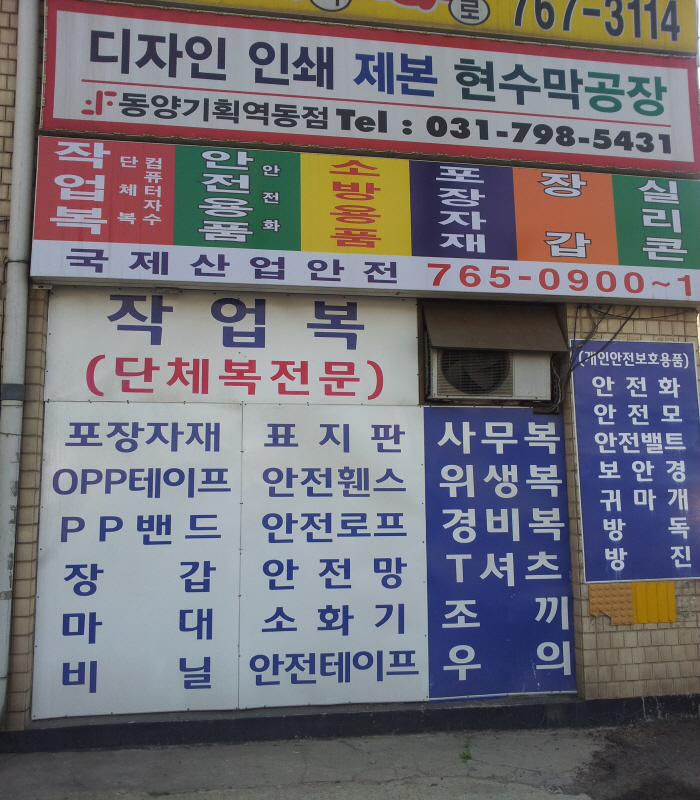 로 767-3114
디자인 인쇄 제본 현수막공장
동양기획역동점 Tel : 031-798-5431
작업복 단체복 컴퓨터자수
안전용품 안전화
소방용품
포장자재
장갑
실리콘
국제산업안전 765-0900~1
작업복
(단체복전문)
포장자재
OPP테이프
PP밴드
장갑
마대
비닐
표지판
안전휀스
안전로프
안전망
소화기
안전테이프
사무복
위생복
경비복
T셔츠
조끼
우의
(개인안전보호용품)
안전화
안전모
안전밸트
보안경
귀마개
방독
방진